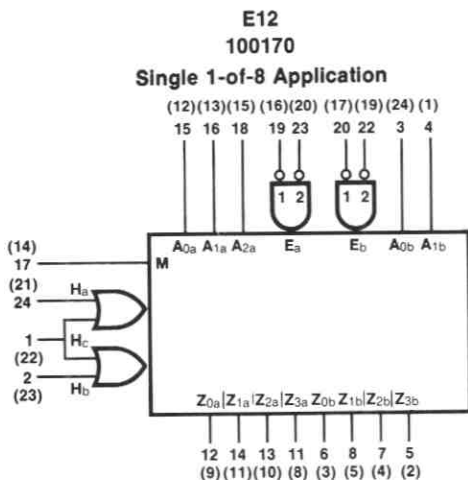 E12
100170
Single 1-of-8 Application
(12) (13) (15) (16) (20) (17) (19) (24) (1)
15 16 18 19 23 20 22 3 4
1 2 1 2
A0a A1a A2a Ea Eb A0b A1b
(14)
17 M
(21) Ha
24
1 Hc
(22)
2 Hb
(23)
Z0a Z1a Z2a Z3a Z0b Z1b Z2b Z3b
12 14 13 11 6 8 7 5
(9) (11) (10) (8) (3) (5) (4) (2)